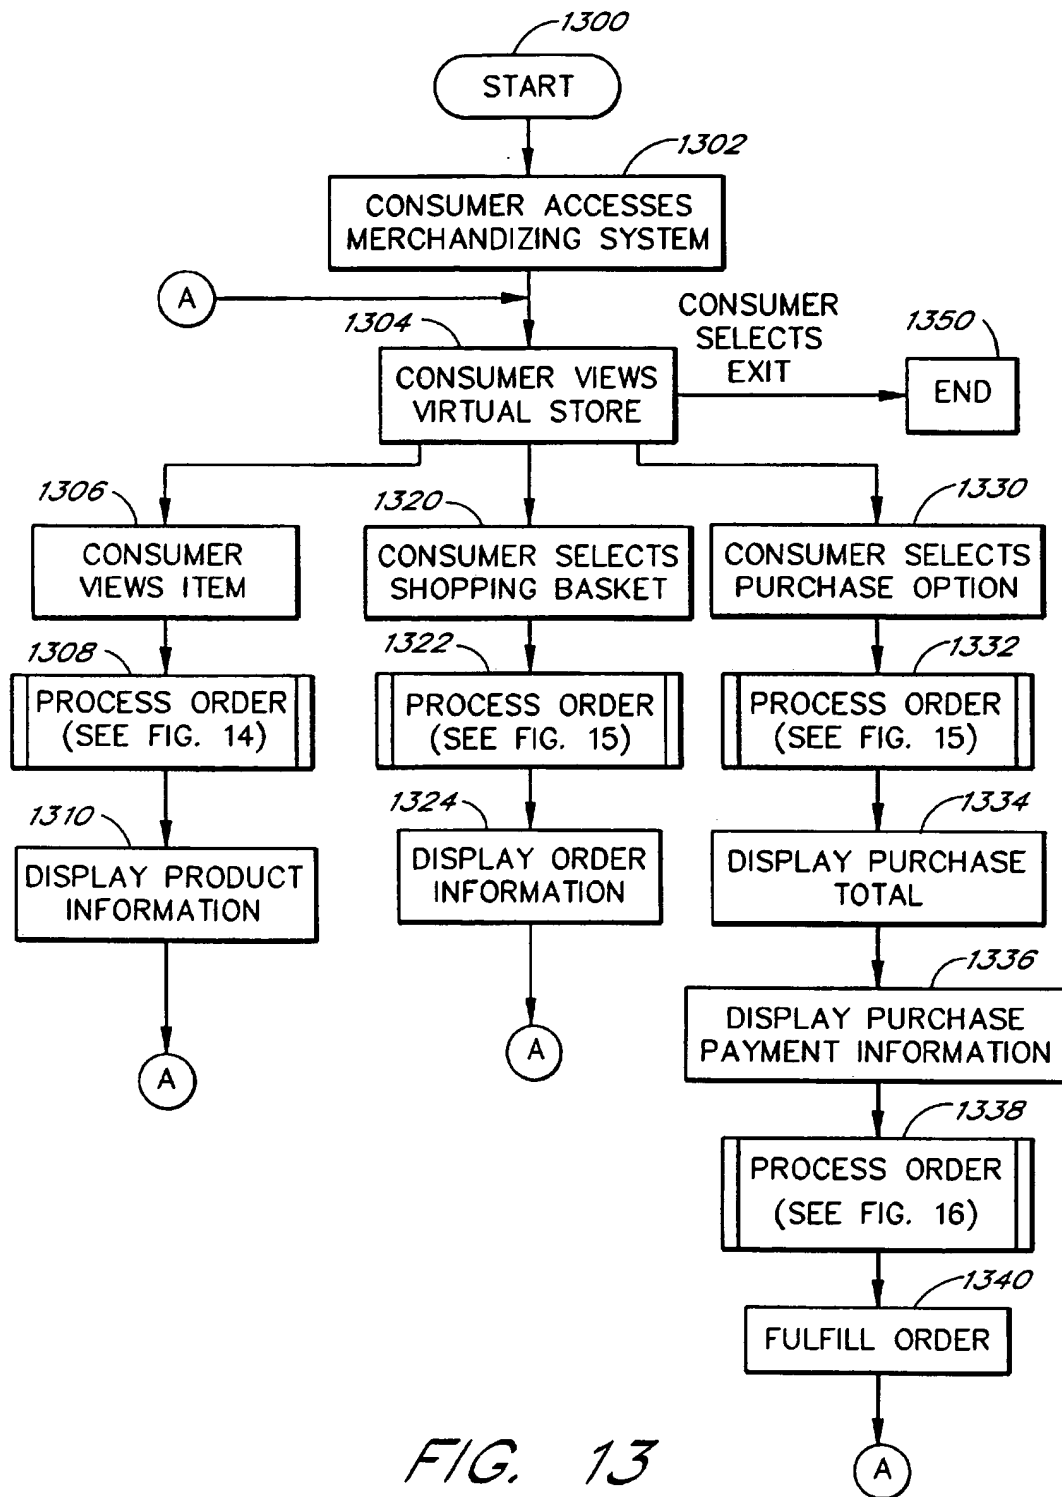 1300
START
1302
CONSUMER ACCESSES
MERCHANDIZING SYSTEM
A
1304
CONSUMER VIEWS
VIRTUAL STORE
CONSUMER
SELECTS
EXIT
1350
END
1306
CONSUMER
VIEWS ITEM
1308
PROCESS ORDER
(SEE FIG. 14)
1310
DISPLAY PRODUCT
INFORMATION
A
1320
CONSUMER SELECTS
SHOPPING BASKET
1322
PROCESS ORDER
(SEE FIG. 15)
1324
DISPLAY ORDER
INFORMATION
A
1330
CONSUMER SELECTS
PURCHASE OPTION
1332
PROCESS ORDER
(SEE FIG. 15)
1334
DISPLAY PURCHASE
TOTAL
1336
DISPLAY PURCHASE
PAYMENT INFORMATION
1338
PROCESS ORDER
(SEE FIG. 16)
1340
FULFILL ORDER
A
FIG. 13